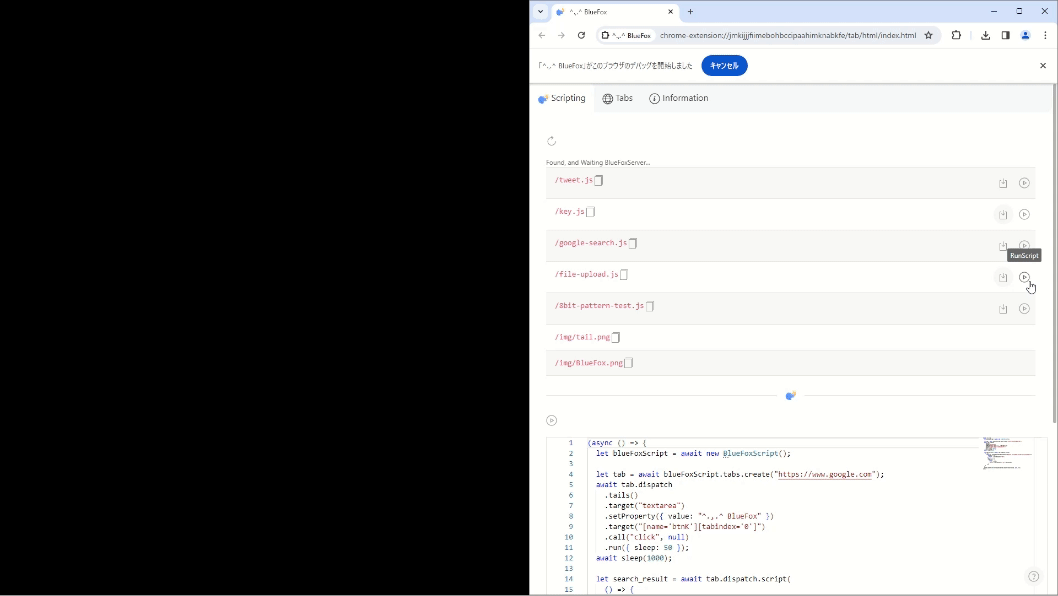 ^.,.^ BlueFox
^.,.^ BlueFox
chrome-extension://jmkijjjfiimebohbccipaahimknabkfe/tab/html/index.html
「^.,.^ BlueFox」がこのブラウザのデバッグを開始しました
キャンセル
Scripting
Tabs
Information
Found, and Waiting BlueFoxServer...
/tweet.js
/key.js
/google-search.js
RunScript
/file-upload.js
/8bit-pattern-test.js
/img/tail.png
/img/BlueFox.png
1 (async () => {
2 let blueFoxScript = await new BlueFoxScript();
3
4 let tab = await blueFoxScript.tabs.create("https://www.google.com");
5 await tab.dispatch
6 .tails()
7 .target("textarea")
8 .setProperty({ value: "^.,.^ BlueFox" })
9 .target("[name='btnK'][tabindex='0']")
10 .call("click", null)
11 .run({ sleep: 50 });
12 await sleep(1000);
13
14 let search_result = await tab.dispatch.script(
15 () => {